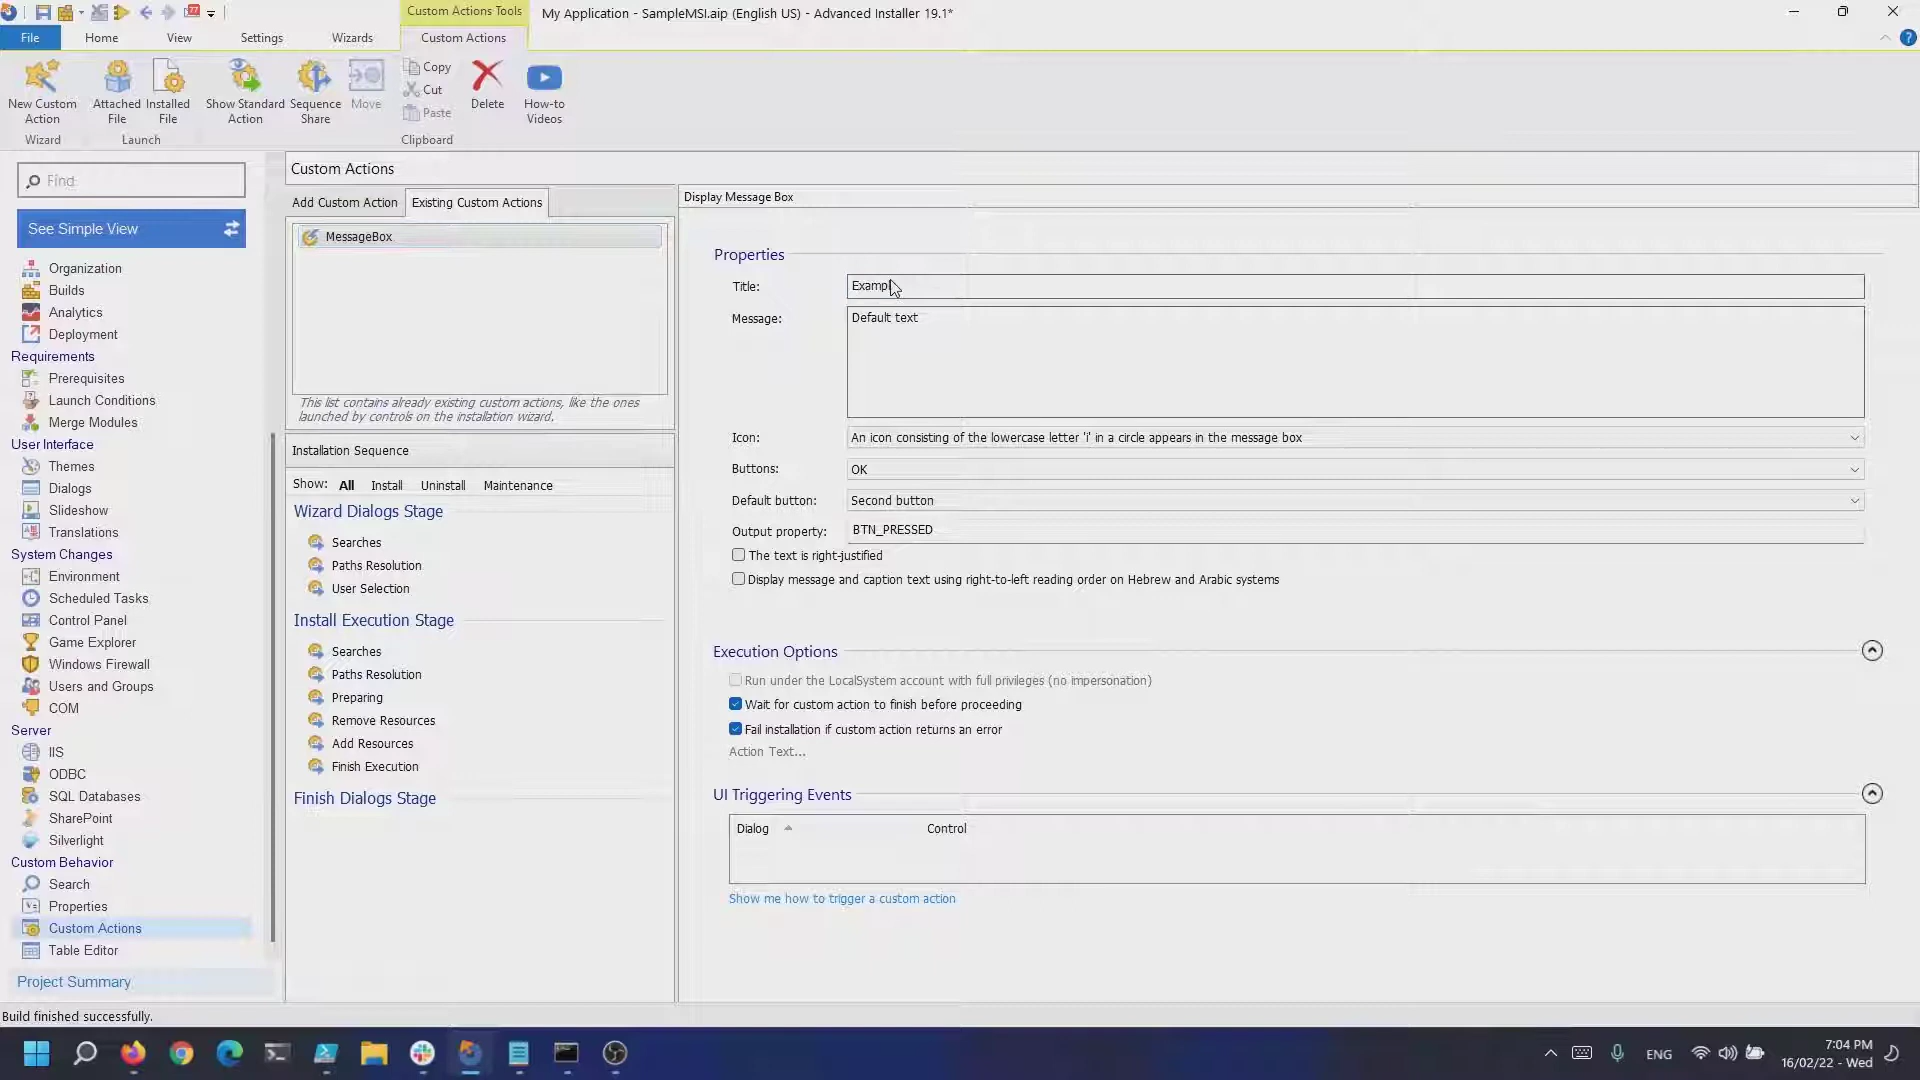 Custom Actions Tools
My Application - SampleMSI.aip (English US) - Advanced Installer 19.1*
File
Home
View
Settings
Wizards
Custom Actions
New Custom Action
Attached File
Installed File
Show Standard Action
Sequence Share
Move
Copy
Cut
Paste
Delete
How-to Videos
Wizard
Launch
Clipboard
Find
See Simple View
Organization
Builds
Analytics
Deployment
Requirements
Prerequisites
Launch Conditions
Merge Modules
User Interface
Themes
Dialogs
Slideshow
Translations
System Changes
Environment
Scheduled Tasks
Control Panel
Game Explorer
Windows Firewall
Users and Groups
COM
Server
IIS
ODBC
SQL Databases
SharePoint
Silverlight
Custom Behavior
Search
Properties
Custom Actions
Table Editor
Project Summary
Custom Actions
Add Custom Action
Existing Custom Actions
MessageBox
This list contains already existing custom actions, like the ones
launched by controls on the installation wizard.
Installation Sequence
Show: All Install Uninstall Maintenance
Wizard Dialogs Stage
Searches
Paths Resolution
User Selection
Install Execution Stage
Searches
Paths Resolution
Preparing
Remove Resources
Add Resources
Finish Execution
Finish Dialogs Stage
Display Message Box
Properties
Title:
Message: Default text
Icon: An icon consisting of the lowercase letter 'i' in a circle appears in the message box
Buttons: OK
Default button: Second button
Output property: BTN_PRESSED
The text is right-justified
Display message and caption text using right-to-left reading order on Hebrew and Arabic systems
Execution Options
Run under the LocalSystem account with full privileges (no impersonation)
Wait for custom action to finish before proceeding
Fail installation if custom action returns an error
Action Text...
UI Triggering Events
Dialog Control
Show me how to trigger a custom action
Build finished successfully.
ENG
7:04 PM
16/02/22 - Wed